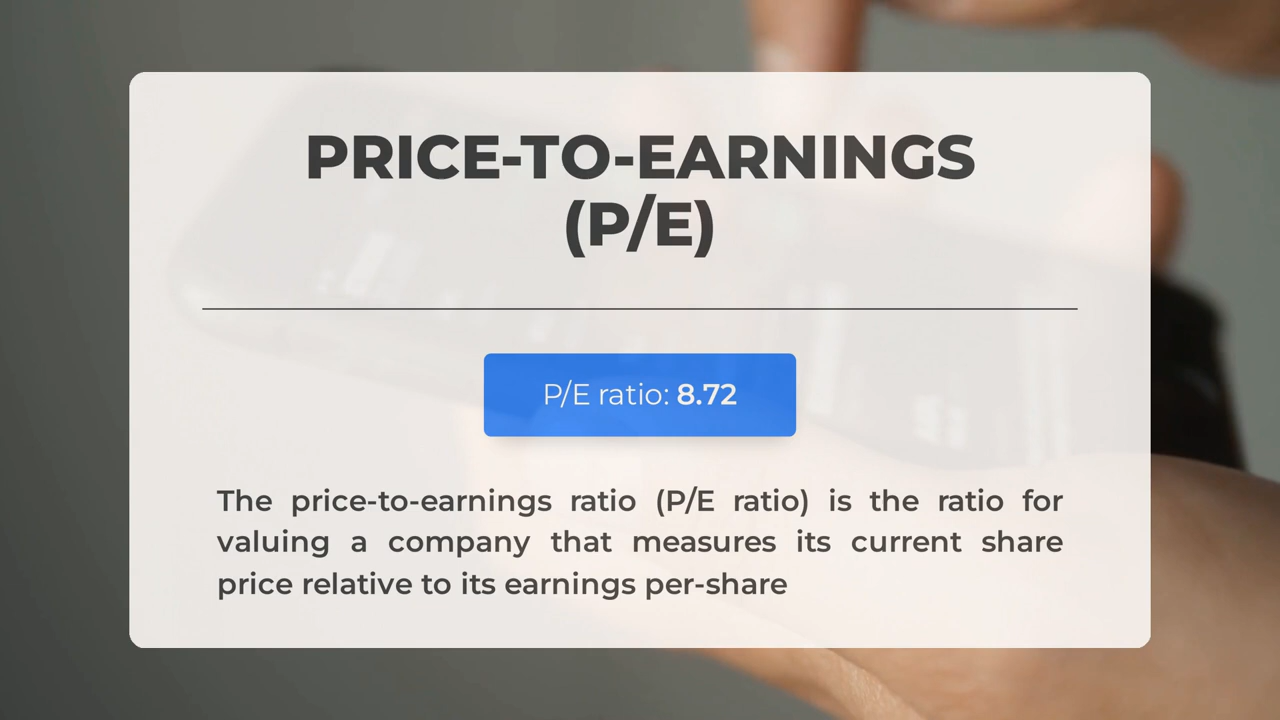 PRICE-TO-EARNINGS
(P/E)
P/E ratio: 8.72
The price-to-earnings ratio (P/E ratio) is the ratio for
valuing a company that measures its current share
price relative to its earnings per-share